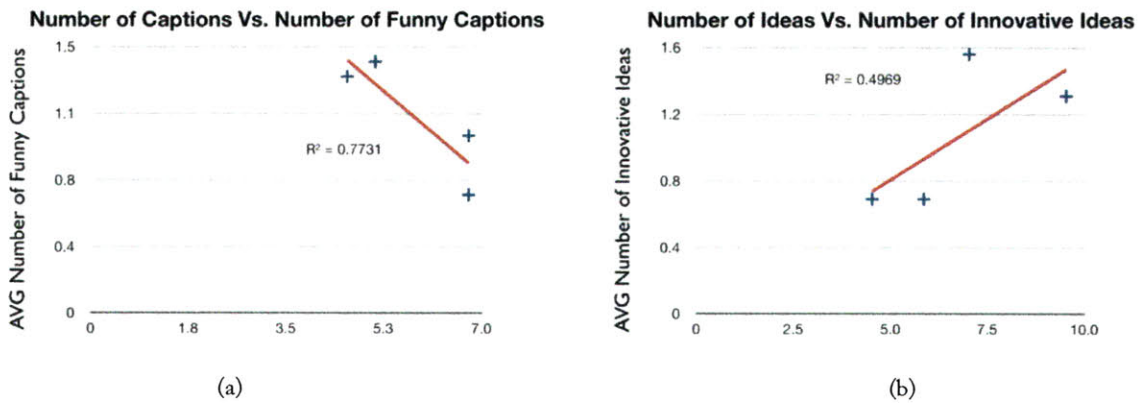 Number of Captions Vs. Number of Funny Captions
AVG Number of Funny Captions
1.5
1.1
0.8
0.4
0
0
1.8
3.5
5.3
7.0
R² = 0.7731
(a)
Number of Ideas Vs. Number of Innovative Ideas
AVG Number of Innovative Ideas
1.6
1.2
0.8
0.4
0
0
2.5
5.0
7.5
10.0
R² = 0.4969
(b)